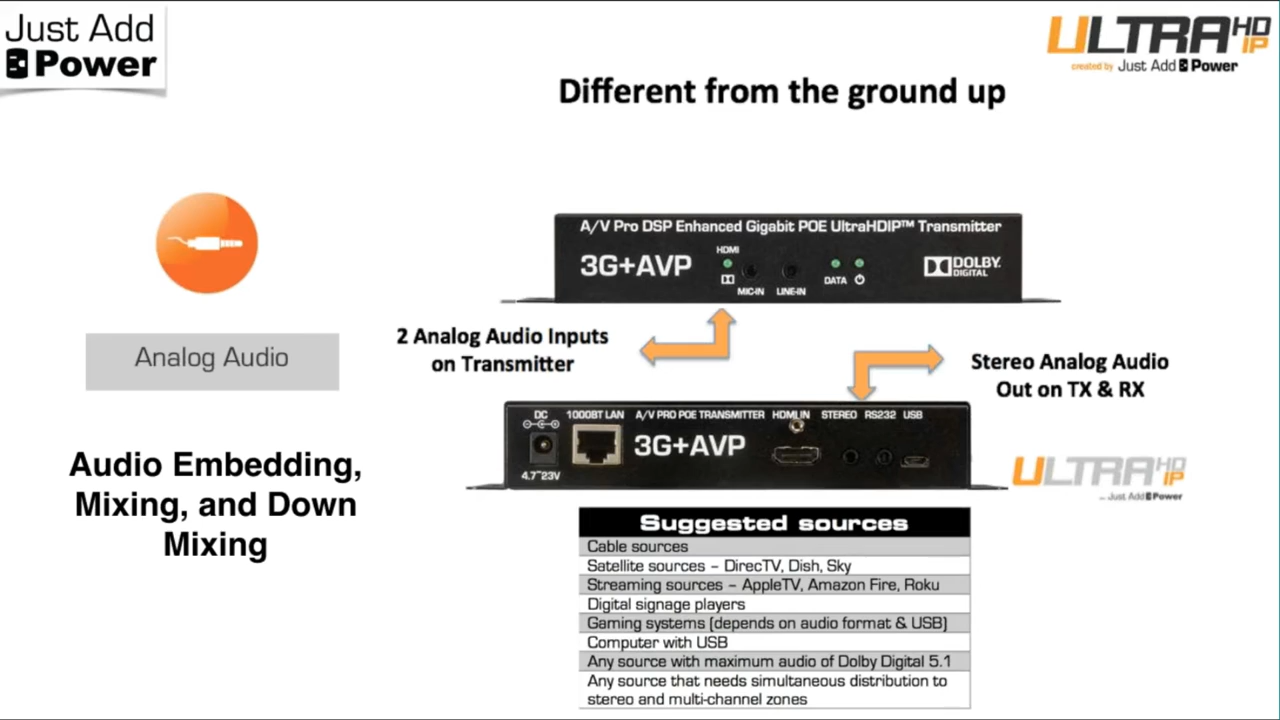 Just Add
Power
ULTRA HD
IP
created by Just Add Power
Different from the ground up
A/V Pro DSP Enhanced Gigabit POE UltraHDIP™ Transmitter
HDMI
3G+AVP
DOLBY
DIGITAL
MIC-IN
LINE-IN
DATA
2 Analog Audio Inputs
on Transmitter
Analog Audio
Stereo Analog Audio
Out on TX & RX
DC
1000BT LAN
A/V PRO POE TRANSMITTER
HDMI IN
STEREO
RS232
USB
3G+AVP
4.7~23V
Audio Embedding,
Mixing, and Down
Mixing
ULTRA HD
IP
Just Add Power
Suggested sources
Cable sources
Satellite sources – DirecTV, Dish, Sky
Streaming sources – AppleTV, Amazon Fire, Roku
Digital signage players
Gaming systems (depends on audio format & USB)
Computer with USB
Any source with maximum audio of Dolby Digital 5.1
Any source that needs simultaneous distribution to
stereo and multi-channel zones